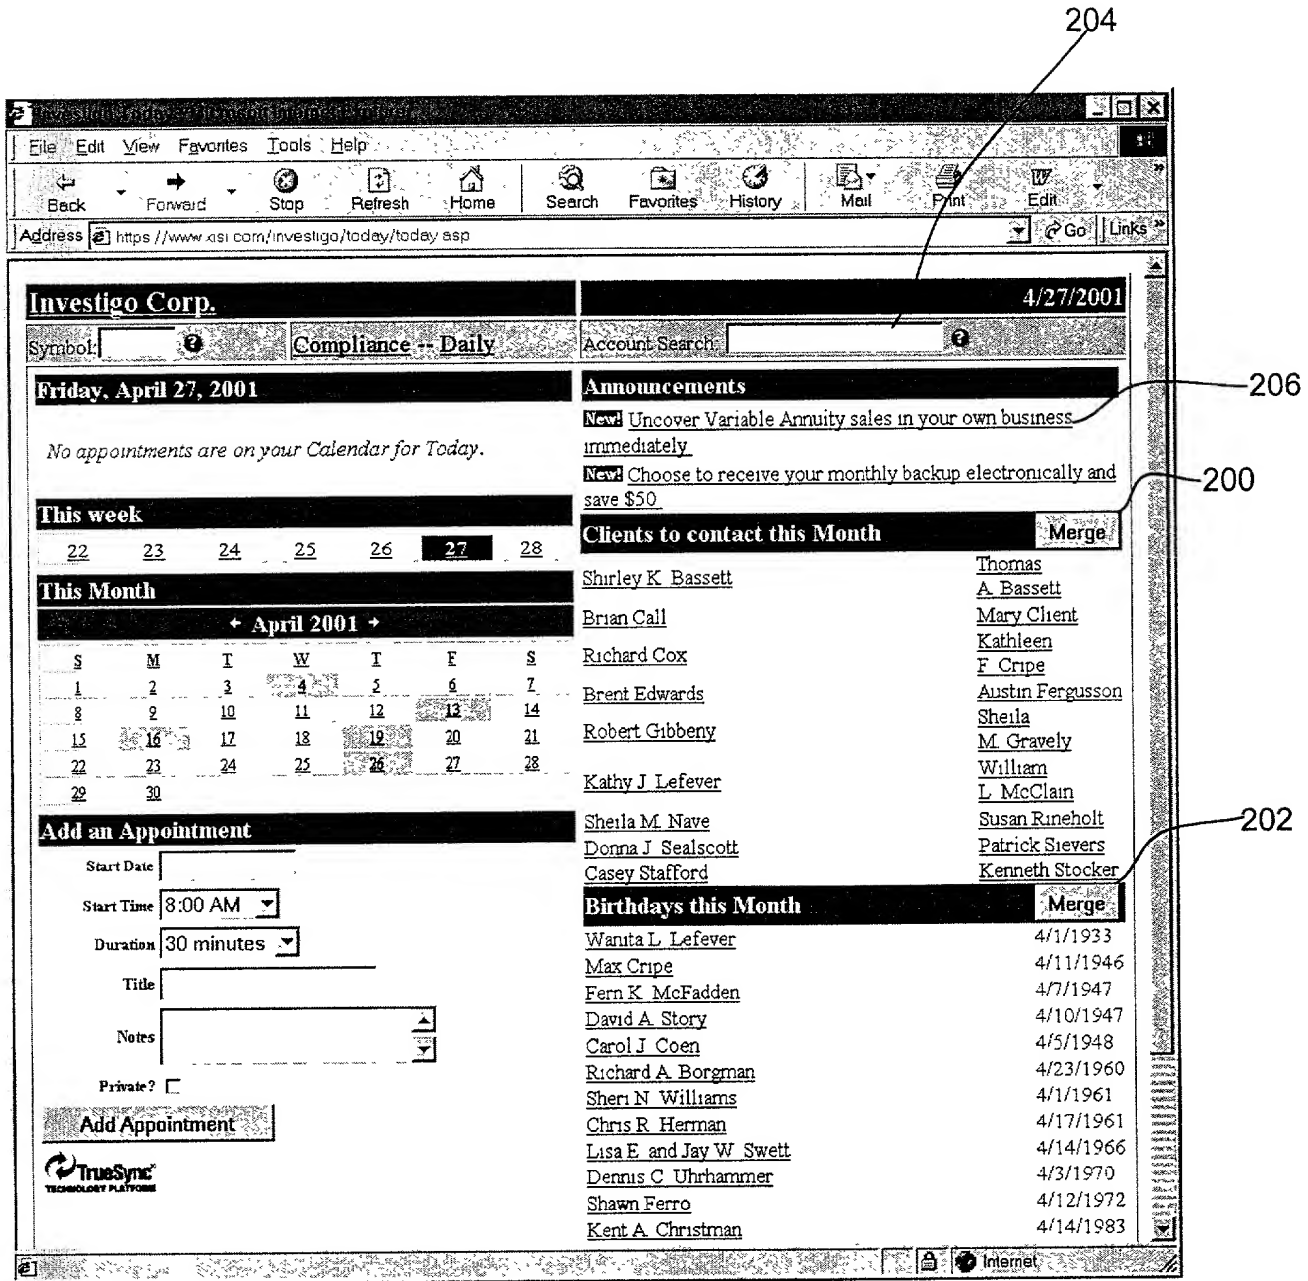 204
File Edit View Favorites Tools Help
Back Forward Stop Refresh Home Search Favorites History Mail Print Edit
Address https://www.xisi.com/investigo/today/today.asp Go Links
Investigo Corp. 4/27/2001
Symbol: Compliance -- Daily Account Search:
Friday, April 27, 2001
No appointments are on your Calendar for Today.
This week
22 23 24 25 26 27 28
This Month
April 2001
S M T W T F S
1 2 3 4 5 6 7
8 9 10 11 12 13 14
15 16 17 18 19 20 21
22 23 24 25 26 27 28
29 30
Add an Appointment
Start Date
Start Time 8:00 AM
Duration 30 minutes
Title
Notes
Private?
Add Appointment
TrueSync
TECHNOLOGY PLATFORM
Announcements
206
New! Uncover Variable Annuity sales in your own business
immediately
New! Choose to receive your monthly backup electronically and
save $50
200
Clients to contact this Month Merge
Shirley K Bassett Thomas
A. Bassett
Brian Call Mary Client
Richard Cox Kathleen
F Cripe
Brent Edwards Austin Fergusson
Robert Gibbeny Sheila
M. Gravely
Kathy J Lefever William
L McClain
Sheila M. Nave Susan Rineholt
Donna J Sealscott Patrick Sievers
Casey Stafford Kenneth Stocker
202
Birthdays this Month Merge
Wanita L Lefever 4/1/1933
Max Cripe 4/11/1946
Fern K McFadden 4/7/1947
David A Story 4/10/1947
Carol J Coen 4/5/1948
Richard A Borgman 4/23/1960
Sheri N Williams 4/1/1961
Chris R Herman 4/17/1961
Lisa E and Jay W Swett 4/14/1966
Dennis C Uhrhammer 4/3/1970
Shawn Ferro 4/12/1972
Kent A Christman 4/14/1983
Internet